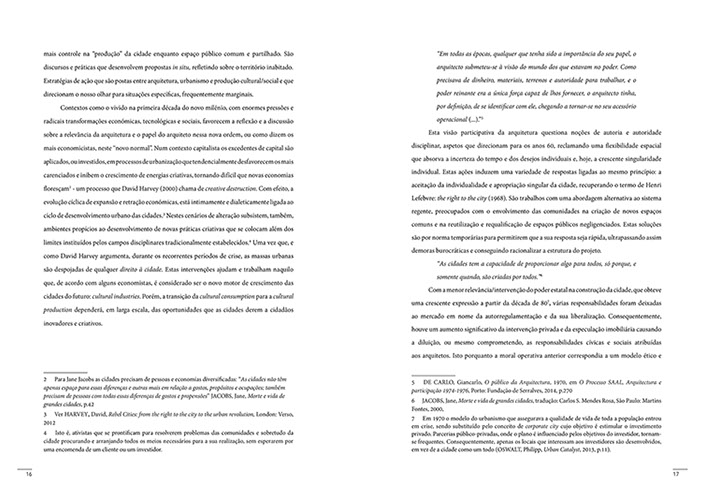 mais controle na “produção” da cidade enquanto espaço público comum e partilhado. São
discursos e práticas que desenvolvem propostas in situ, refletindo sobre o território inabitado.
Estratégias de ação que são postas entre arquitetura, urbanismo e produção cultural/social e que
direcionam o nosso olhar para situações específicas, frequentemente marginais.
Contextos como o vivido na primeira década do novo milénio, com enormes pressões e
radicais transformações económicas, tecnológicas e sociais, favorecem a reflexão e a discussão
sobre a relevância da arquitetura e o papel do arquiteto nessa nova ordem, ou como dizem os
mais economicistas, neste “novo normal”. Num contexto capitalista os excedentes de capital são
aplicados, ou investidos, em processos de urbanização que tendencialmente desfavorecem os mais
carenciados e inibem o crescimento de energias criativas, tornando difícil que novas economias
floresçam² - um processo que David Harvey (2000) chama de creative destruction. Com efeito, a
evolução cíclica de expansão e retração económicas, está intimamente e dialeticamente ligada ao
ciclo de desenvolvimento urbano das cidades.³ Nestes cenários de alteração subsistem, também,
ambientes propícios ao desenvolvimento de novas práticas criativas que se colocam além dos
limites instituídos pelos campos disciplinares tradicionalmente estabelecidos.⁴ Uma vez que, e
como David Harvey argumenta, durante os recorrentes períodos de crise, as massas urbanas
são despojadas de qualquer direito à cidade. Estas intervenções ajudam e trabalham naquilo
que, de acordo com alguns economistas, é considerado ser o novo motor de crescimento das
cidades do futuro: cultural industries. Porém, a transição da cultural consumption para a cultural
production dependerá, em larga escala, das oportunidades que as cidades derem a cidadãos
inovadores e criativos.
2 Para Jane Jacobs as cidades precisam de pessoas e economias diversificadas: “As cidades não têm
apenas espaço para essas diferenças e outras mais em relação a gostos, propósitos e ocupações; também
precisam de pessoas com todas essas diferenças de gostos e propensões” JACOBS, Jane, Morte e vida de
grandes cidades, p.42
3 Ver HARVEY, David, Rebel Cities: from the right to the city to the urban revolution, London: Verso,
2012
4 Isto é, ativistas que se prontificam para resolverem problemas das comunidades e sobretudo da
cidade procurando e arranjando todos os meios necessários para a sua realização, sem esperarem por
uma encomenda de um cliente ou um investidor.
16
“Em todas as épocas, qualquer que tenha sido a importância do seu papel, o
arquitecto submeteu-se à visão do mundo dos que estavam no poder. Como
precisava de dinheiro, materiais, terrenos e autoridade para trabalhar, e o
poder reinante era a única força capaz de lhos fornecer, o arquitecto tinha,
por definição, de se identificar com ele, chegando a tornar-se no seu acessório
operacional (...).”⁵
Esta visão participativa da arquitetura questiona noções de autoria e autoridade
disciplinar, aspetos que direcionam para os anos 60, reclamando uma flexibilidade espacial
que absorva a incerteza do tempo e dos desejos individuais e, hoje, a crescente singularidade
individual. Estas ações induzem uma variedade de respostas ligadas ao mesmo princípio: a
aceitação da individualidade e apropriação singular da cidade, recuperando o termo de Henri
Lefebvre: the right to the city (1968). São trabalhos com uma abordagem alternativa ao sistema
regente, preocupados com o envolvimento das comunidades na criação de novos espaços
comuns e na reutilização e requalificação de espaços públicos negligenciados. Estas soluções
são por norma temporárias para permitirem que a sua resposta seja rápida, ultrapassando assim
demoras burocráticas e conseguindo racionalizar a estrutura do projeto.
“As cidades tem a capacidade de proporcionar algo para todos, só porque, e
somente quando, são criadas por todos.”⁶
Com a menor relevância/intervenção do poder estatal na construção da cidade, que obteve
uma crescente expressão a partir da década de 80⁷, várias responsabilidades foram deixadas
ao mercado em nome da autorregulamentação e da sua liberalização. Consequentemente,
houve um aumento significativo da intervenção privada e da especulação imobiliária causando
a diluição, ou mesmo comprometendo, as responsabilidades cívicas e sociais atribuídas
aos arquitetos. Isto porquanto a moral operativa anterior correspondia a um modelo ético e
5 DE CARLO, Giancarlo, O público da Arquitectura, 1970, em O Processo SAAL, Arquitectura e
participação 1974-1976, Porto: Fundação de Serralves, 2014, p.270
6 JACOBS, Jane, Morte e vida de grandes cidades, tradução: Carlos S. Mendes Rosa, São Paulo: Martins
Fontes, 2000,
7 Em 1970 o modelo do urbanismo que assegurava a qualidade de vida de toda a população entrou
em crise, sendo substituído pelo conceito de corporate city cujo objetivo é estimular o investimento
privado. Parcerias público-privadas, onde o plano é influenciado pelos objetivos do investidor, tornam-
se frequentes. Consequentemente, apenas os locais que interessam aos investidores são desenvolvidos,
em vez de a cidade como um todo (OSWALT, Philipp, Urban Catalyst, 2013, p.11).
17